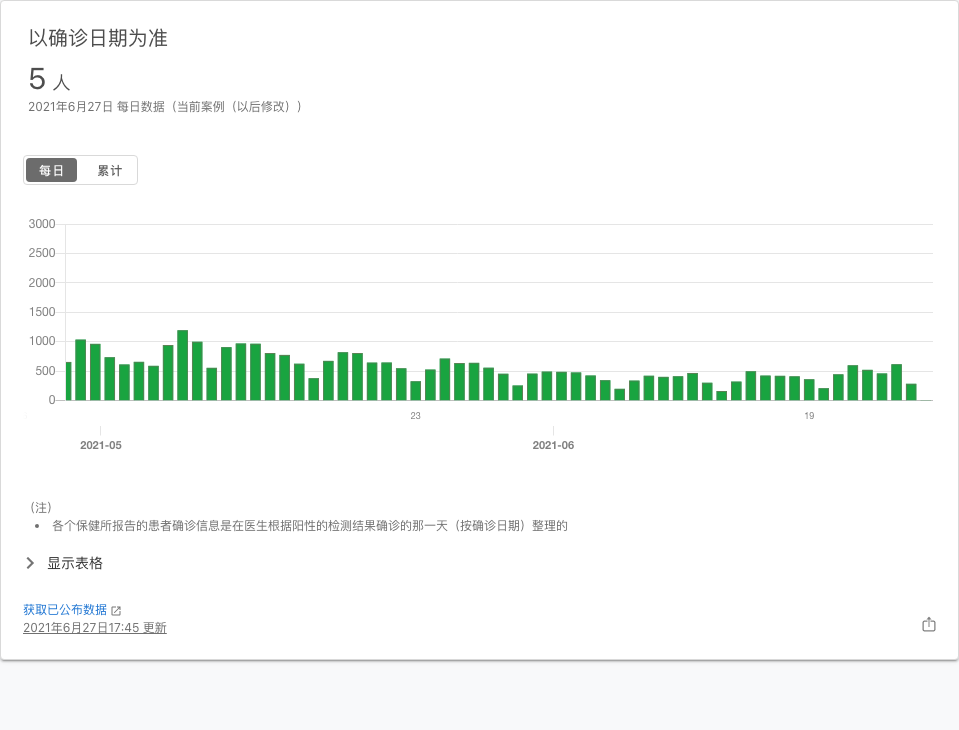 以确诊日期为准
5 人
2021年6月27日 每日数据（当前案例（以后修改））
每日 累计
3000
2500
2000
1500
1000
500
0
23 19
2021-05 2021-06
（注）
• 各个保健所报告的患者确诊信息是在医生根据阳性的检测结果确诊的那一天（按确诊日期）整理的
显示表格
获取已公布数据
2021年6月27日17:45 更新